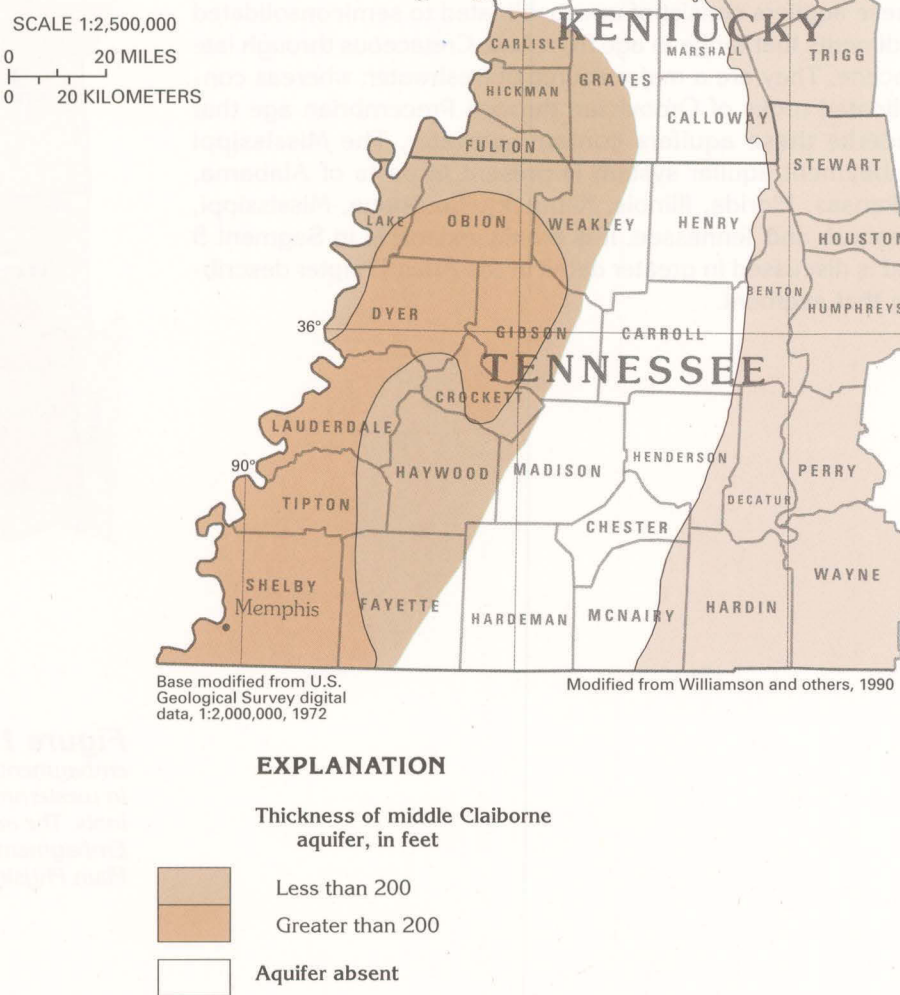 SCALE 1:2,500,000
0 20 MILES
0 20 KILOMETERS
KENTUCKY
CARLISLE
MARSHALL
TRIGG
GRAVES
HICKMAN
CALLOWAY
FULTON
STEWART
LAKE
OBION
WEAKLEY
HENRY
HOUSTON
BENTON
HUMPHREYS
DYER
36°
GIBSON
CARROLL
TENNESSEE
CROCKETT
LAUDERDALE
90°
HAYWOOD
MADISON
HENDERSON
PERRY
TIPTON
DECATUR
CHESTER
WAYNE
SHELBY
Memphis
FAYETTE
HARDEMAN
MCNAIRY
HARDIN
Base modified from U.S.
Geological Survey digital
data, 1:2,000,000, 1972
Modified from Williamson and others, 1990
EXPLANATION
Thickness of middle Claiborne
aquifer, in feet
Less than 200
Greater than 200
Aquifer absent